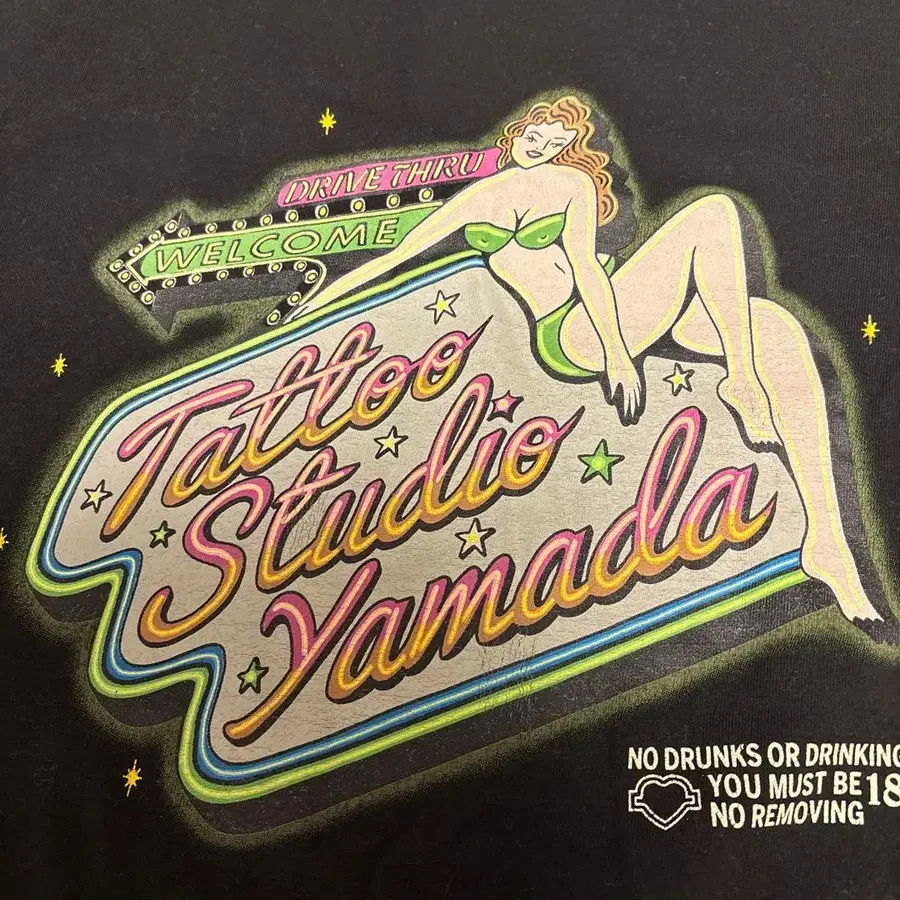 DRIVE THRU
WELCOME
Tattoo
Studio
Yamada
NO DRUNKS OR DRINKING
YOU MUST BE 18
NO REMOVING